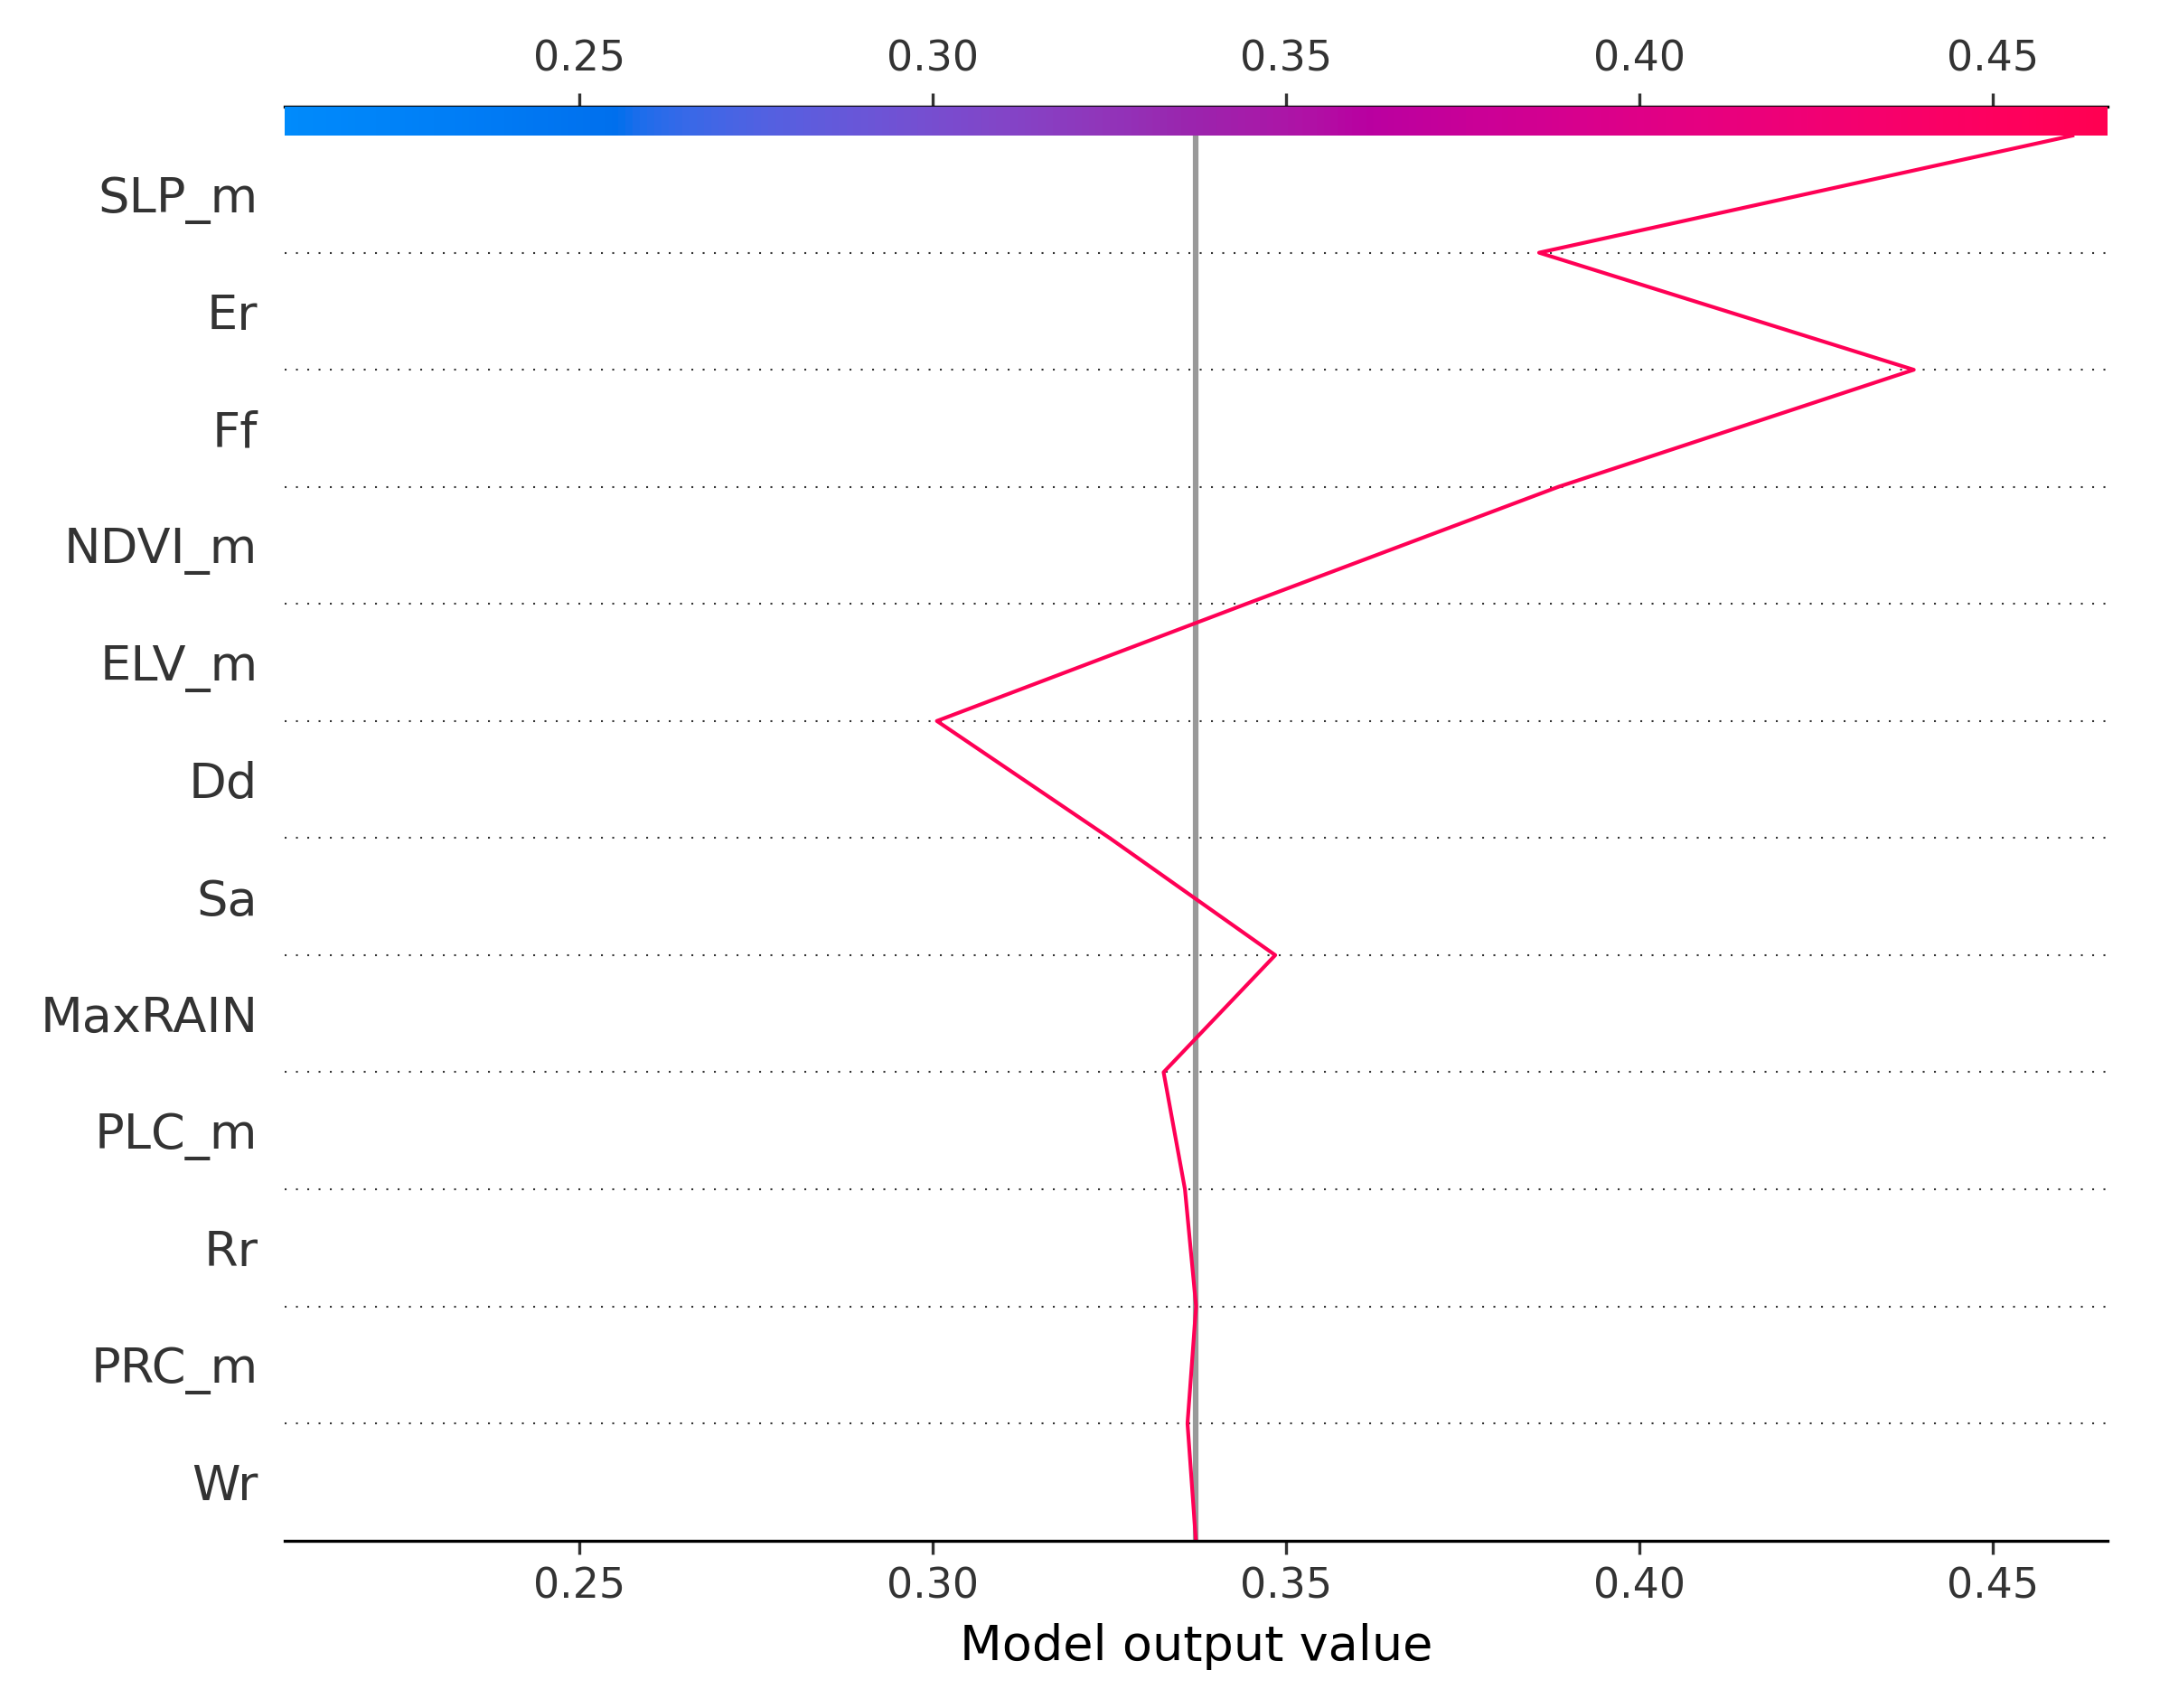 0.25 0.30 0.35 0.40 0.45
SLP_m
Er
Ff
NDVI_m
ELV_m
Dd
Sa
MaxRAIN
PLC_m
Rr
PRC_m
Wr
0.25 0.30 0.35 0.40 0.45
Model output value